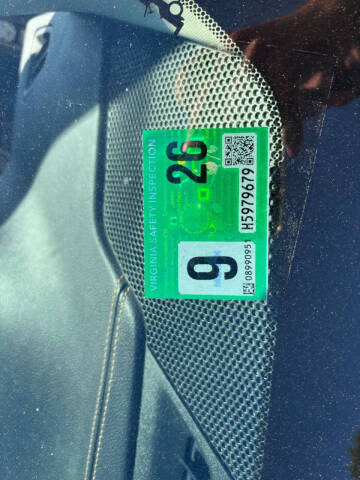 VIRGINIA SAFETY INSPECTION
9
26
08990951
H5979679